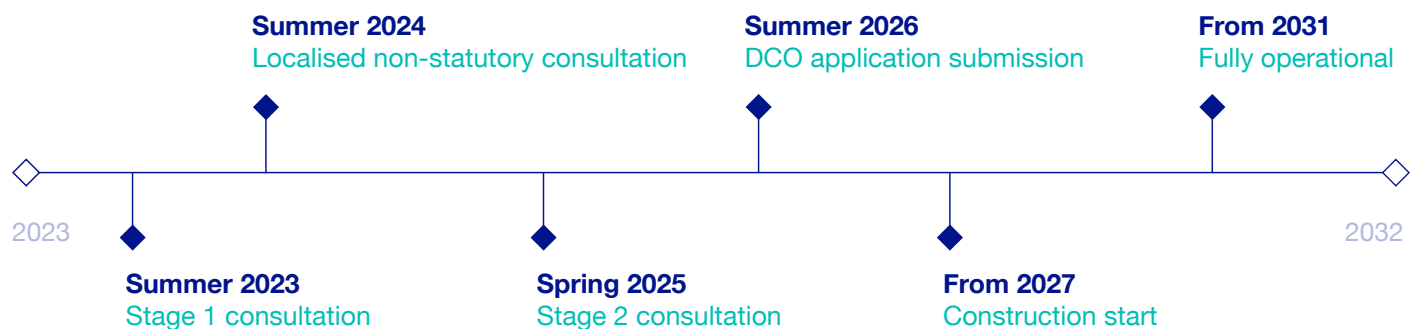 Summer 2024
Localised non-statutory consultation
Summer 2026
DCO application submission
From 2031
Fully operational
2023
2032
Summer 2023
Stage 1 consultation
Spring 2025
Stage 2 consultation
From 2027
Construction start